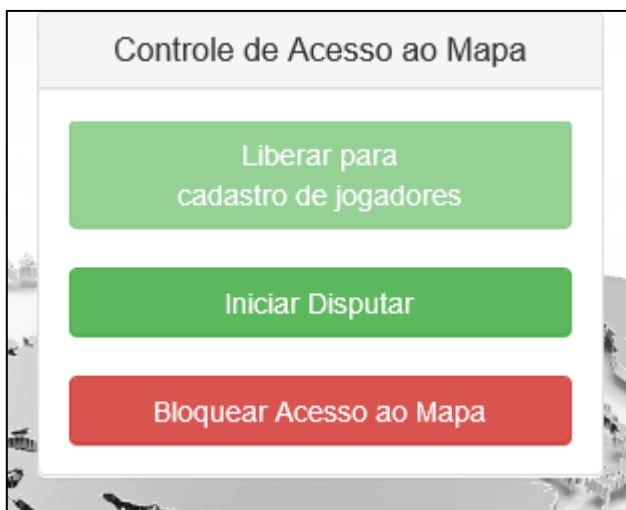 Controle de Acesso ao Mapa
Liberar para
cadastro de jogadores
Iniciar Disputar
Bloquear Acesso ao Mapa